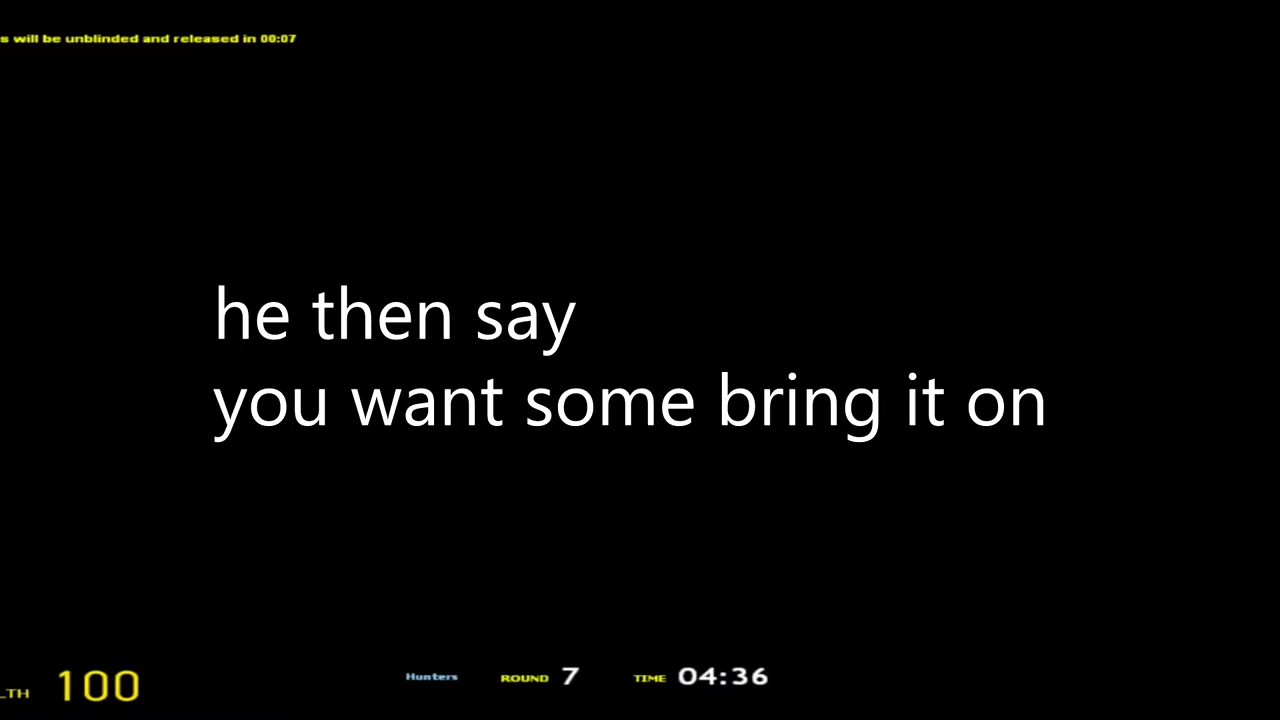 s will be unblinded and released in 00:07
he then say
you want some bring it on
LTH 100 Hunters ROUND 7 TIME 04:36